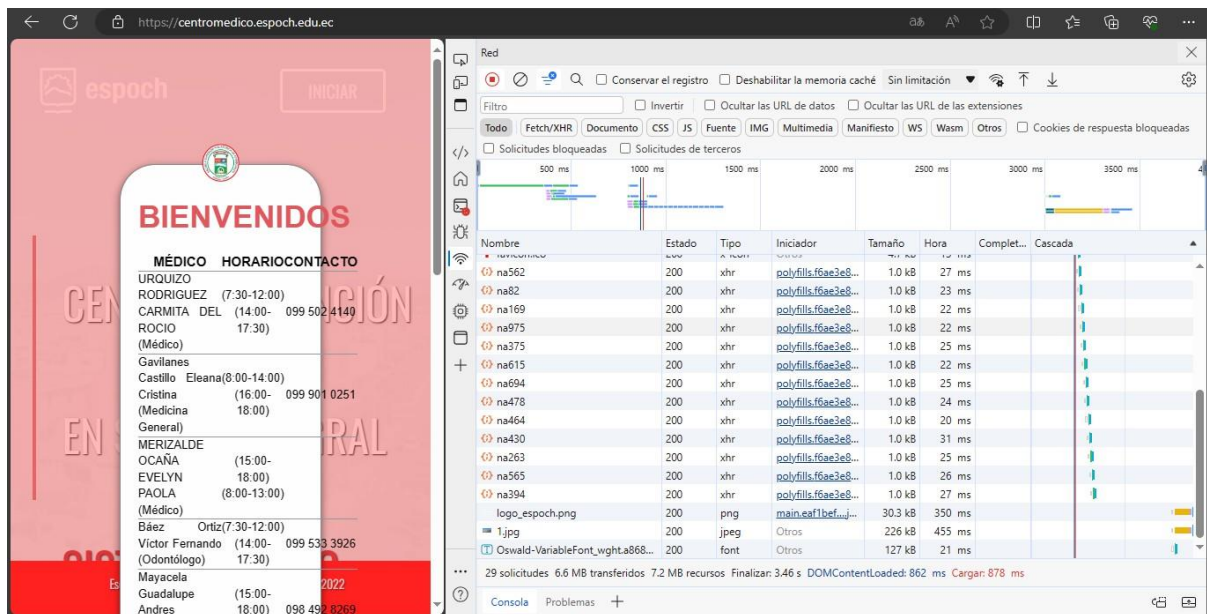 https://centromedico.espoch.edu.ec
espoch
INICIAR
BIENVENIDOS
MÉDICO HORARIOCONTACTO
URQUIZO
RODRIGUEZ (7:30-12:00)
CARMITA DEL (14:00- 099 502 4140
ROCIO 17:30)
(Médico)
Gavilanes
Castillo Eleana(8:00-14:00)
Cristina (16:00- 099 901 0251
(Medicina 18:00)
General)
MERIZALDE
OCAÑA (15:00-
EVELYN 18:00)
PAOLA (8:00-13:00)
(Médico)
Báez Ortiz(7:30-12:00)
Víctor Fernando (14:00- 099 533 3926
(Odontólogo) 17:30)
Mayacela
Guadalupe (15:00-
Andres 18:00) 098 492 8269
2022
Red
Conservar el registro Deshabilitar la memoria caché Sin limitación
Filtro Invertir Ocultar las URL de datos Ocultar las URL de las extensiones
Todo Fetch/XHR Documento CSS JS Fuente IMG Multimedia Manifiesto WS Wasm Otros Cookies de respuesta bloqueadas
Solicitudes bloqueadas Solicitudes de terceros
500 ms 1000 ms 1500 ms 2000 ms 2500 ms 3000 ms 3500 ms 4
Nombre Estado Tipo Iniciador Tamaño Hora Complet... Cascada
na562 200 xhr polyfills.f6ae3e8... 1.0 kB 27 ms
na82 200 xhr polyfills.f6ae3e8... 1.0 kB 23 ms
na169 200 xhr polyfills.f6ae3e8... 1.0 kB 22 ms
na975 200 xhr polyfills.f6ae3e8... 1.0 kB 22 ms
na375 200 xhr polyfills.f6ae3e8... 1.0 kB 25 ms
na615 200 xhr polyfills.f6ae3e8... 1.0 kB 22 ms
na694 200 xhr polyfills.f6ae3e8... 1.0 kB 25 ms
na478 200 xhr polyfills.f6ae3e8... 1.0 kB 24 ms
na464 200 xhr polyfills.f6ae3e8... 1.0 kB 20 ms
na430 200 xhr polyfills.f6ae3e8... 1.0 kB 31 ms
na263 200 xhr polyfills.f6ae3e8... 1.0 kB 25 ms
na565 200 xhr polyfills.f6ae3e8... 1.0 kB 26 ms
na394 200 xhr polyfills.f6ae3e8... 1.0 kB 27 ms
logo_espoch.png 200 png main.eaf1bef....j... 30.3 kB 350 ms
1.jpg 200 jpeg Otros 226 kB 455 ms
Oswald-VariableFont_wght.a868... 200 font Otros 127 kB 21 ms
29 solicitudes 6.6 MB transferidos 7.2 MB recursos Finalizar: 3.46 s DOMContentLoaded: 862 ms Cargar: 878 ms
Consola Problemas